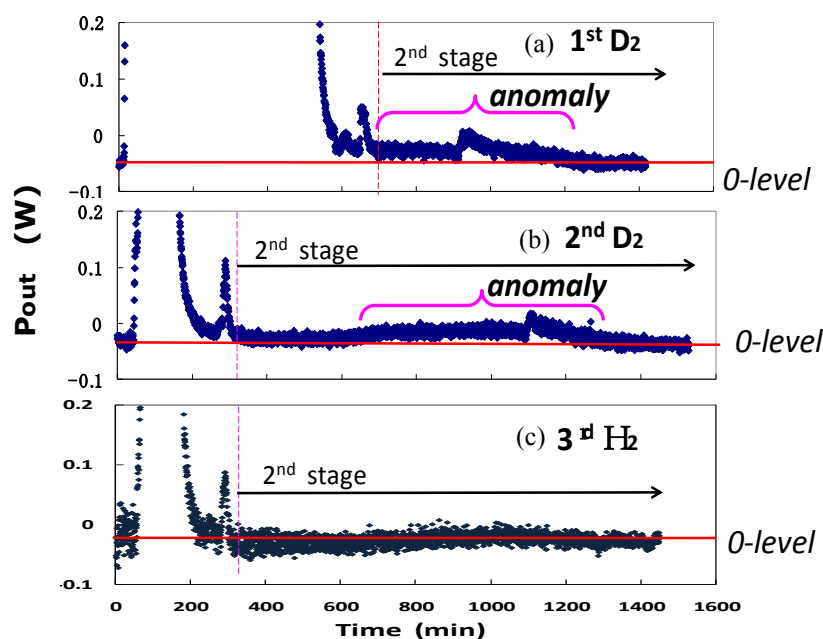 Pout (W)
0.2
0.1
0
−0.1
(a) 1st D2
2nd stage
anomaly
0-level
0.2
0.1
0
−0.1
(b) 2nd D2
2nd stage
anomaly
0-level
0.2
0.1
0
-0.1
(c) 3rd H2
2nd stage
0-level
0 200 400 600 800 1000 1200 1400 1600
Time (min)